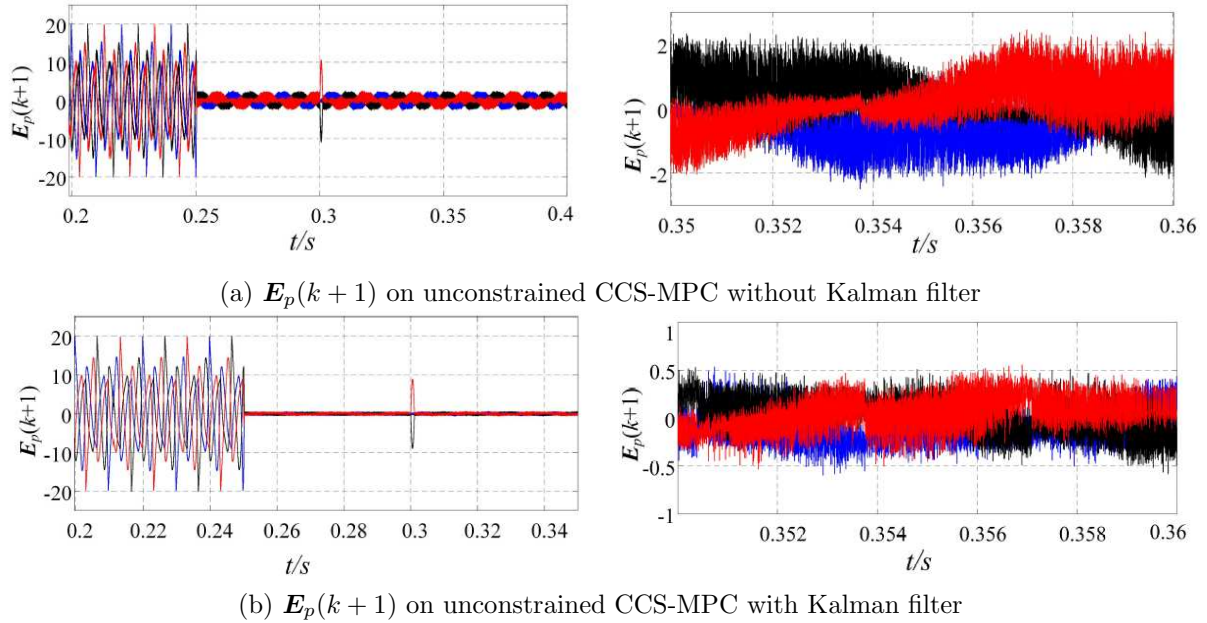 20
10
0
-10
-20
E_p(k+1)
0.2 0.25 0.3 0.35 0.4
t/s
2
0
-2
E_p(k+1)
0.35 0.352 0.354 0.356 0.358 0.36
t/s
(a) E_p(k + 1) on unconstrained CCS-MPC without Kalman filter
20
10
0
-10
-20
E_p(k+1)
0.2 0.22 0.24 0.26 0.28 0.3 0.32 0.34
t/s
1
0.5
0
-0.5
-1
E_p(k+1)
0.352 0.354 0.356 0.358 0.36
t/s
(b) E_p(k + 1) on unconstrained CCS-MPC with Kalman filter